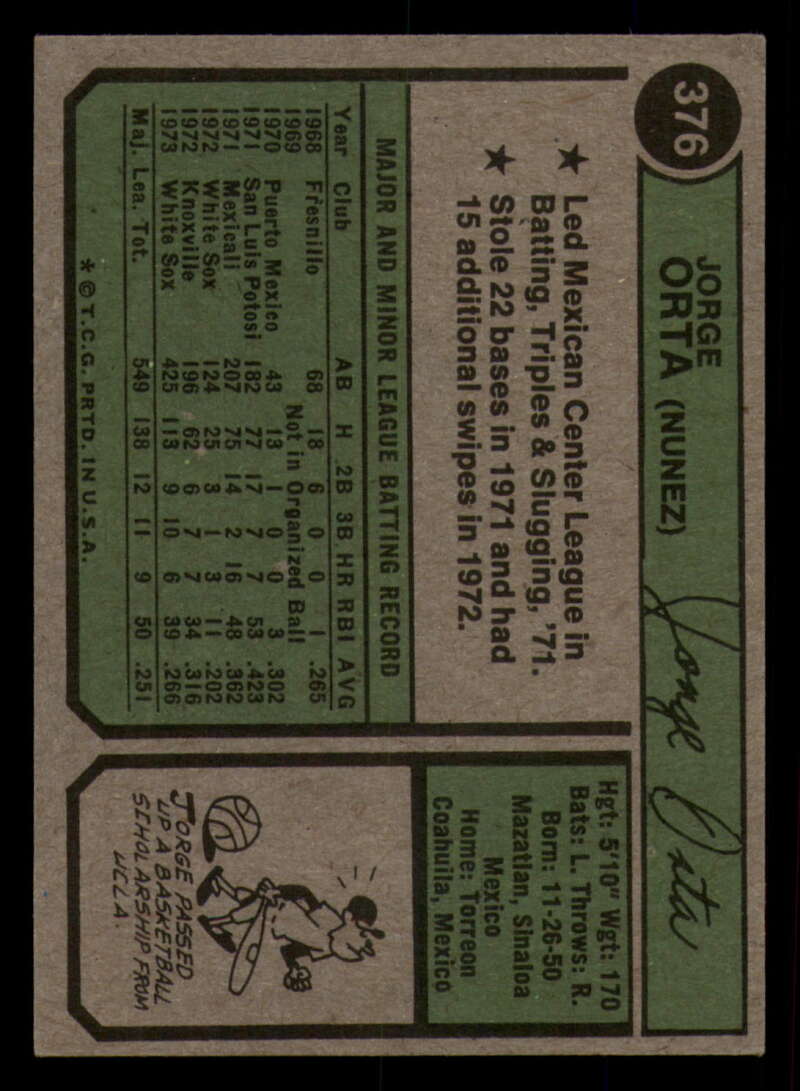 376
JORGE
ORTA (NUNEZ)
Jorge Orta
★ Led Mexican Center League in
Batting, Triples & Slugging, '71.
★ Stole 22 bases in 1971 and had
15 additional swipes in 1972.
Hgt: 5'10" Wgt: 170
Bats: L. Throws: R.
Born: 11-26-50
Mazatlan, Sinaloa
Mexico
Home: Torreon
Coahuila, Mexico
MAJOR AND MINOR LEAGUE BATTING RECORD
Year Club AB H 2B 3B HR RBI AVG
1968 Fresnillo 68 18 6 0 0 1 .265
1969 Not in Organized Ball
1970 Puerto Mexico 43 13 1 0 0 3 .302
1971 San Luis Potosi 182 77 17 7 7 53 .423
1971 Mexicali 207 75 14 2 16 48 .362
1972 White Sox 124 25 3 1 3 11 .202
1972 Knoxville 196 62 6 7 7 34 .316
1973 White Sox 425 113 9 10 6 39 .266
Maj. Lea. Tot. 549 138 12 11 9 50 .251
* © T.C.G. PRTD. IN U.S.A.
JORGE PASSED
UP A BASKETBALL
SCHOLARSHIP FROM
UCLA.